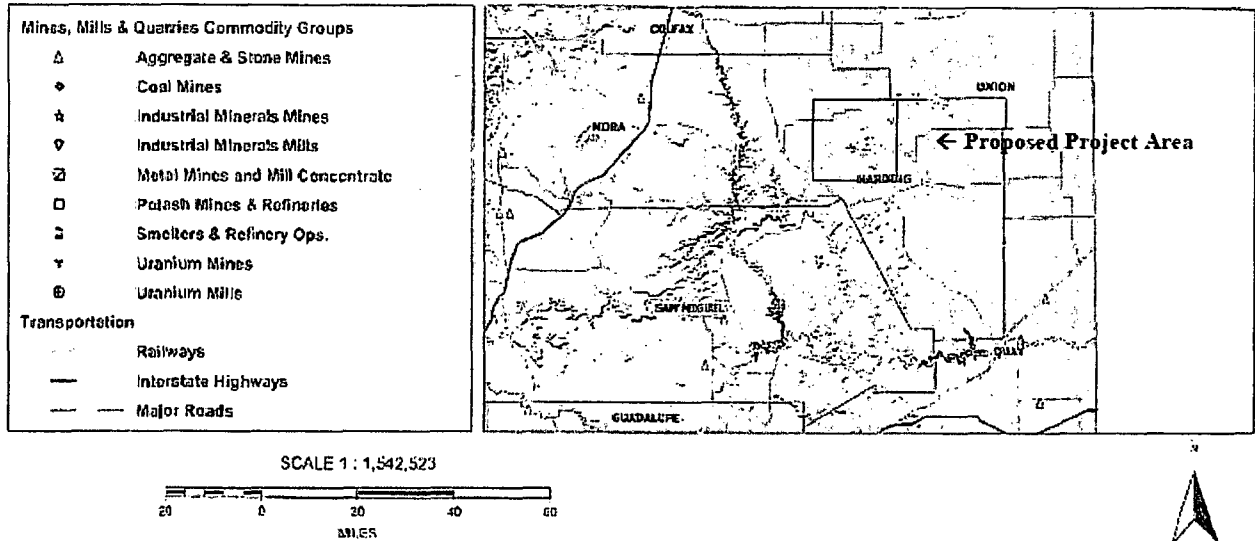 Mines, Mills & Quarries Commodity Groups
Aggregate & Stone Mines
Coal Mines
Industrial Minerals Mines
Industrial Minerals Mills
Metal Mines and Mill Concentrate
Potash Mines & Refineries
Smelters & Refinery Ops.
Uranium Mines
Uranium Mills
Transportation
Railways
Interstate Highways
Major Roads
COLFAX
UNION
MORA
← Proposed Project Area
HARDING
SAN MIGUEL
QUAY
GUADALUPE
SCALE 1 : 1,542,523
20 0 20 40 60
MILES
N